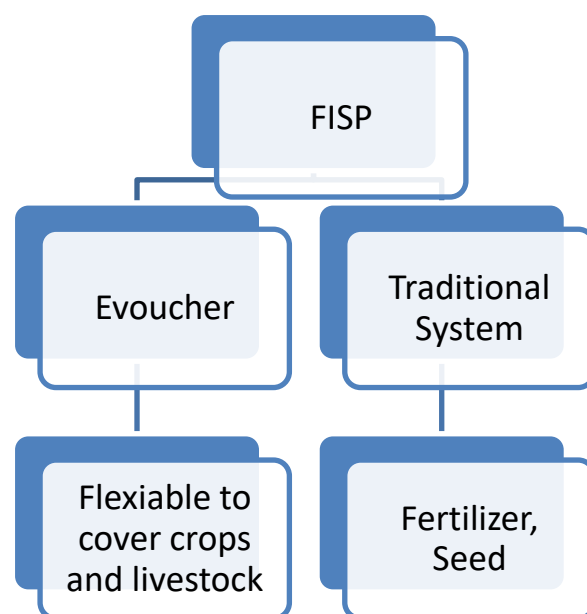 FISP
Evoucher
Traditional
System
Flexiable to
cover crops
and livestock
Fertilizer,
Seed